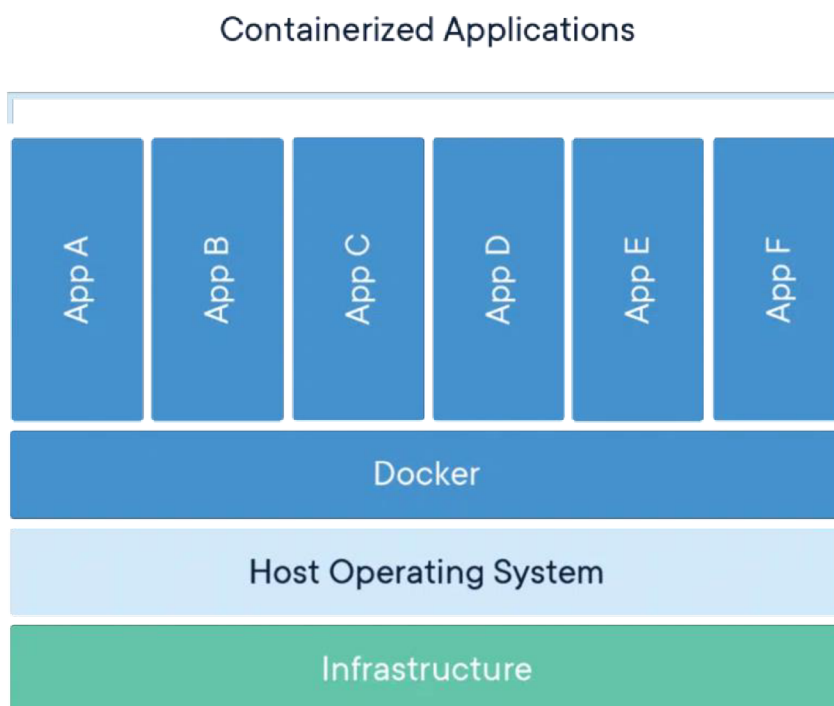 Containerized Applications
App A
App B
App C
App D
App E
App F
Docker
Host Operating System
Infrastructure